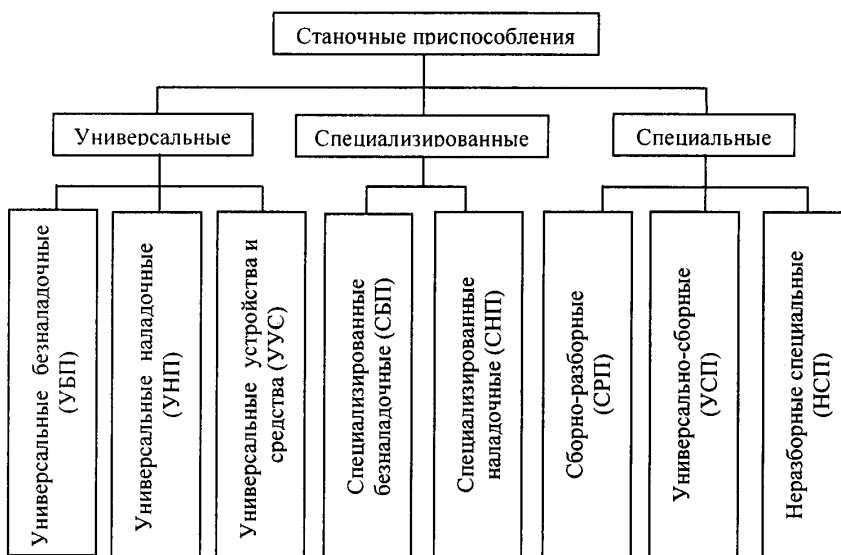 Станочные приспособления
Универсальные
Специализированные
Специальные
Универсальные безналадочные
(УБП)
Универсальные наладочные
(УНП)
Универсальные устройства и
средства (УУС)
Специализированные
безналадочные (СБП)
Специализированные
наладочные (СНП)
Сборно-разборные
(СРП)
Универсально-сборные
(УСП)
Неразборные специальные
(НСП)